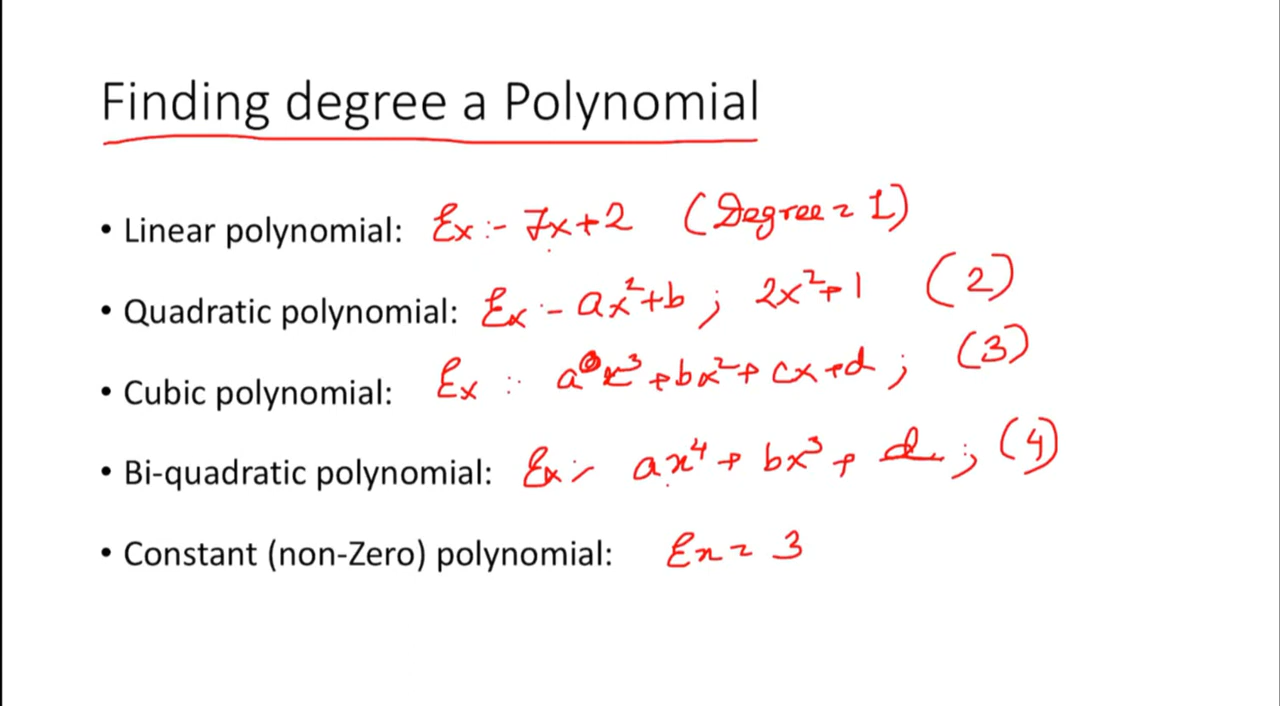 Finding degree a Polynomial
• Linear polynomial: Ex :- 7x+2 (Degree = 1)
• Quadratic polynomial: Ex :- ax²+b ; 2x²+1 (2)
• Cubic polynomial: Ex :- a x³+bx²+cx+d ; (3)
• Bi-quadratic polynomial: Ex :- ax⁴ + bx³ + d ; (4)
• Constant (non-Zero) polynomial: Ex = 3